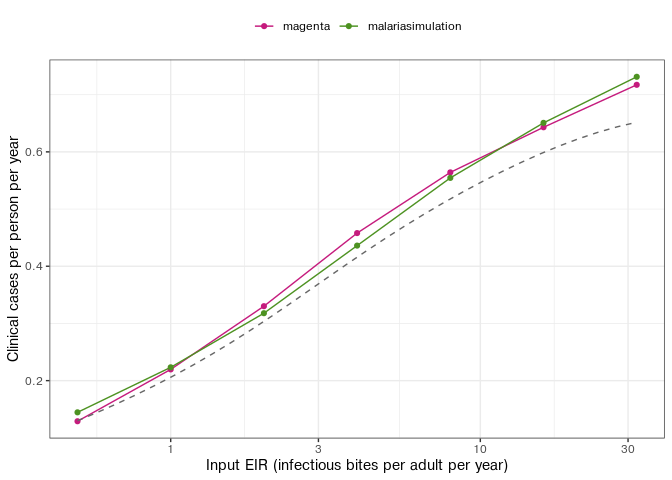 magenta malariasimulation
Clinical cases per person per year
0.6
0.4
0.2
1 3 10 30
Input EIR (infectious bites per adult per year)